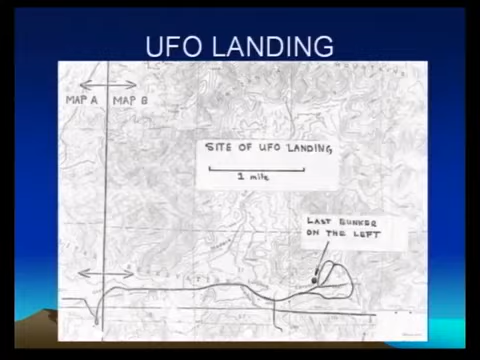 UFO LANDING
MAP A MAP B
SITE OF UFO LANDING
1 mile
LAST BUNKER
ON THE LEFT